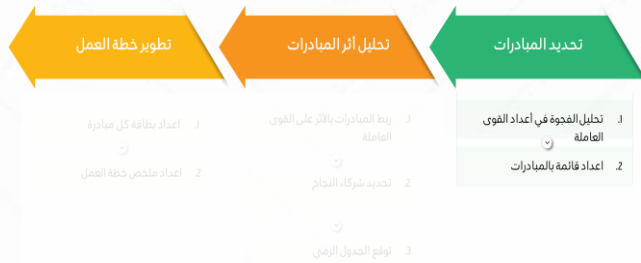 تحديد المبادرات
تحليل أثر المبادرات
تطوير خطة العمل
1. تحليل الفجوة في أعداد القوى
العاملة
2. اعداد قائمة بالمبادرات
1. ربط المبادرات بالأثر على القوى
العاملة
2. تحديد شركاء النجاح
3. توقع الجدول الزمني
1. اعداد بطاقة كل مبادرة
2. اعداد ملخص خطة العمل